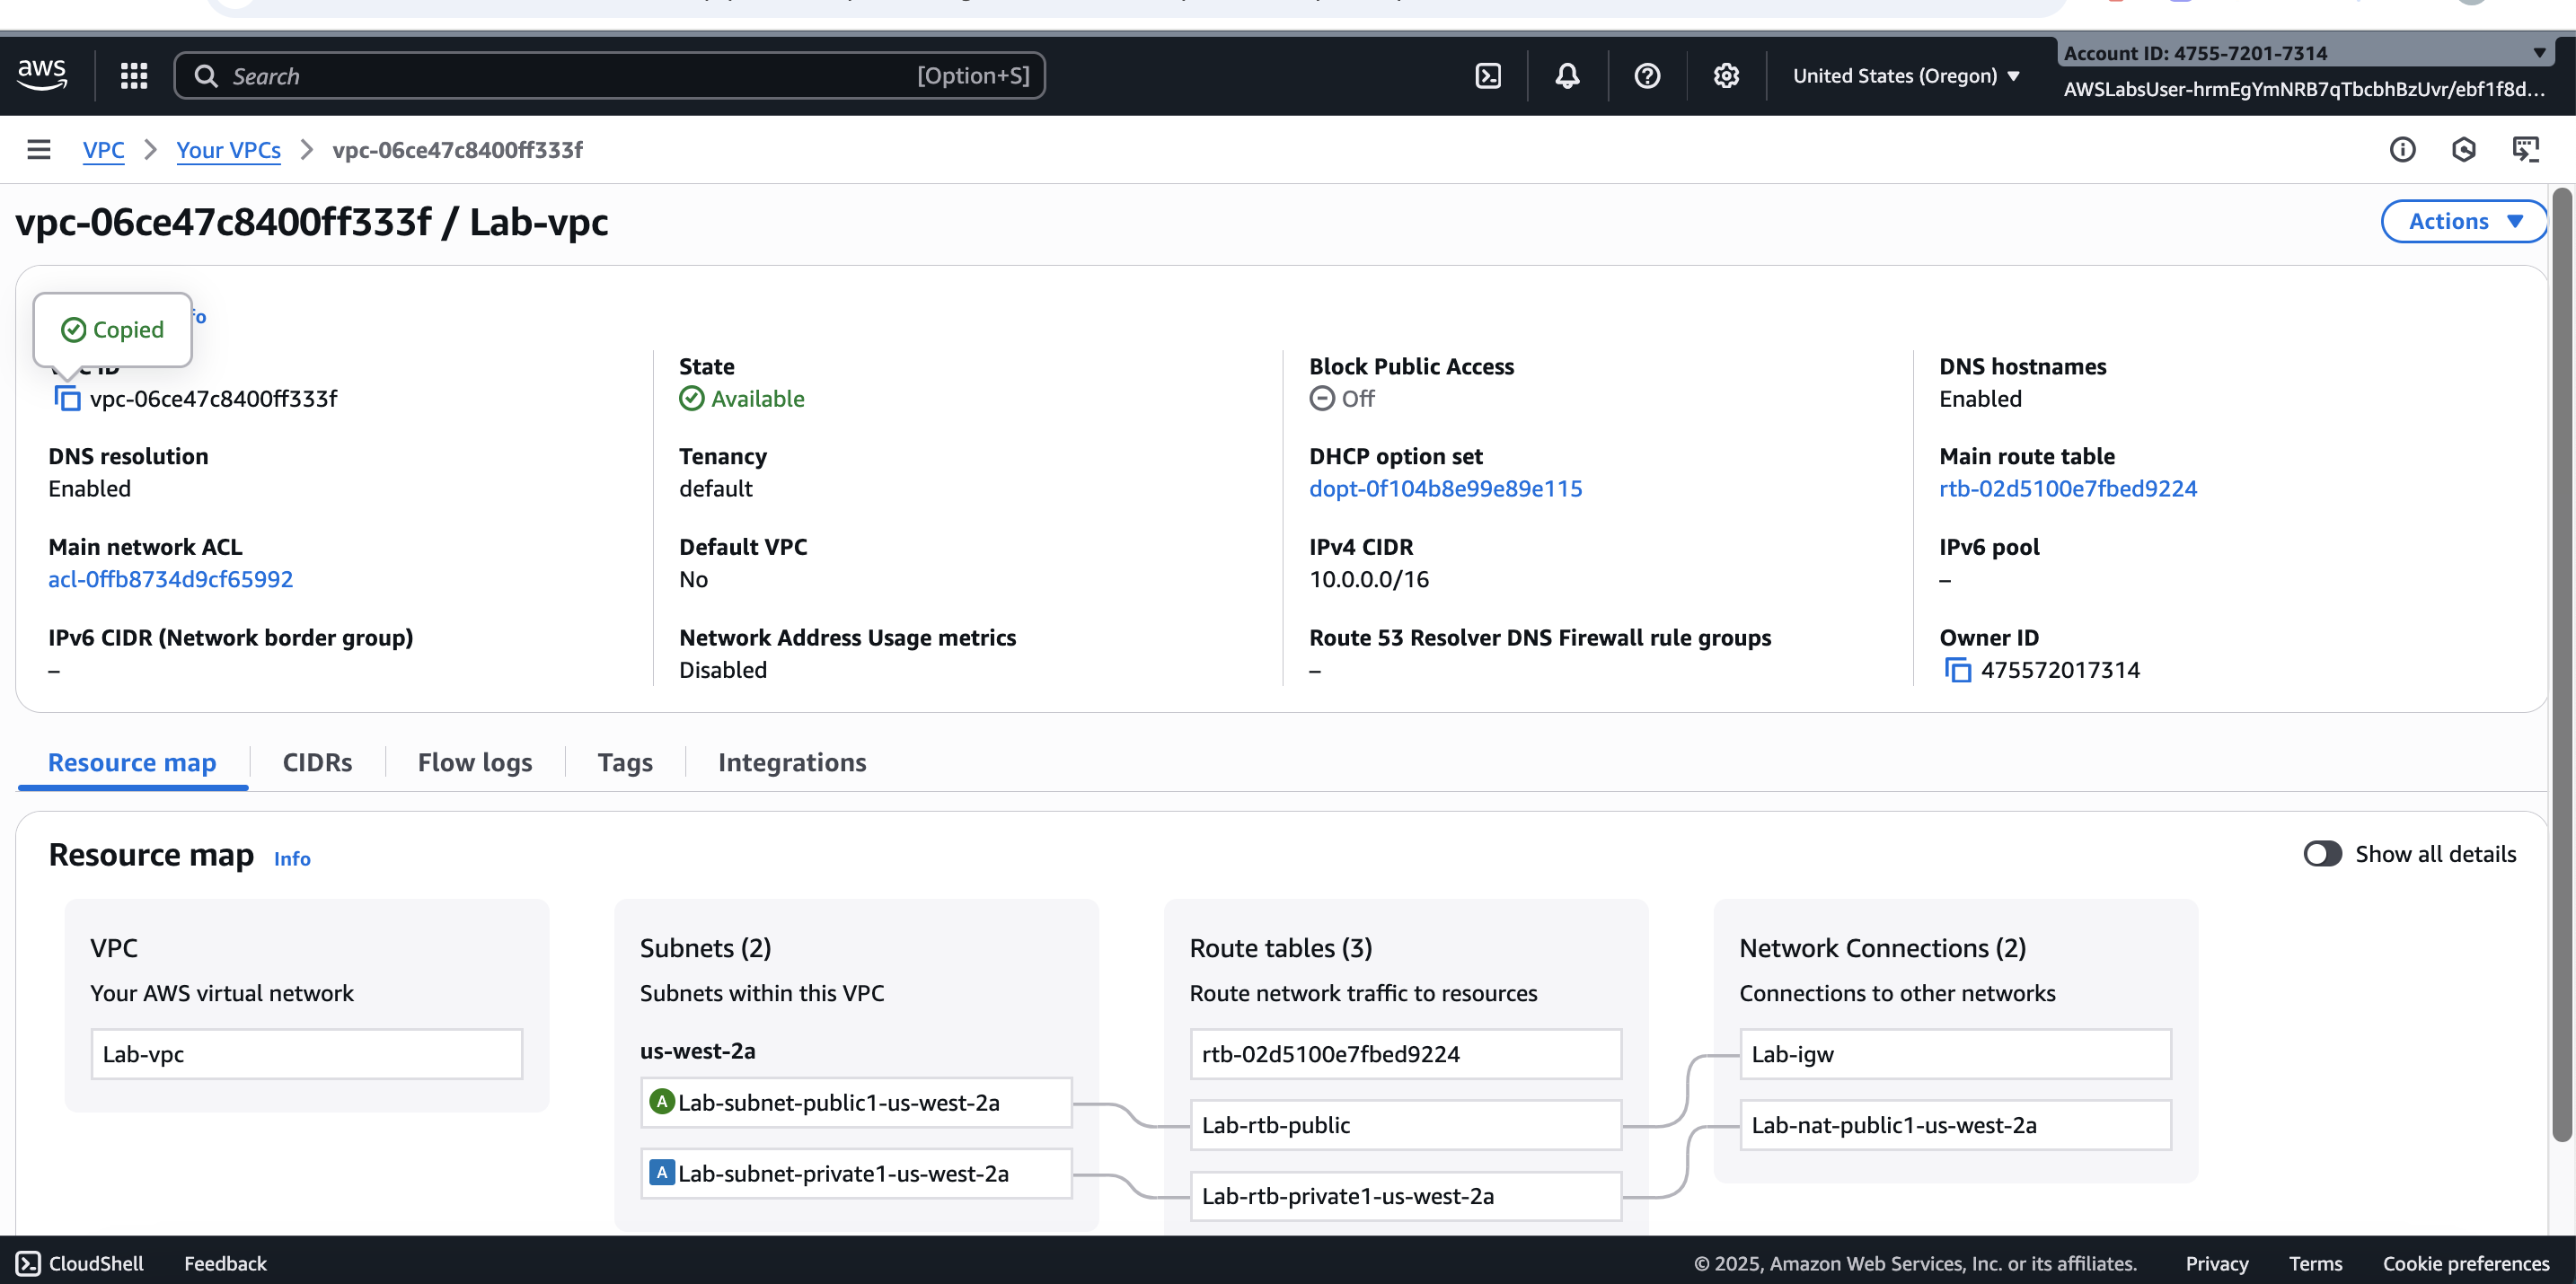 aws
Search [Option+S]
United States (Oregon)
Account ID: 4755-7201-7314
AWSLabsUser-hrmEgYmNRB7qTbcbhBzUvr/ebf1f8d...
VPC Your VPCs vpc-06ce47c8400ff333f
vpc-06ce47c8400ff333f / Lab-vpc
Actions
Copied
State
Block Public Access
DNS hostnames
vpc-06ce47c8400ff333f
Available
Off
Enabled
DNS resolution
Tenancy
DHCP option set
Main route table
Enabled
default
dopt-0f104b8e99e89e115
rtb-02d5100e7fbed9224
Main network ACL
Default VPC
IPv4 CIDR
IPv6 pool
acl-0ffb8734d9cf65992
No
10.0.0.0/16
–
IPv6 CIDR (Network border group)
Network Address Usage metrics
Route 53 Resolver DNS Firewall rule groups
Owner ID
–
Disabled
–
475572017314
Resource map
CIDRs
Flow logs
Tags
Integrations
Resource map Info
Show all details
VPC
Your AWS virtual network
Lab-vpc
Subnets (2)
Subnets within this VPC
us-west-2a
A Lab-subnet-public1-us-west-2a
A Lab-subnet-private1-us-west-2a
Route tables (3)
Route network traffic to resources
rtb-02d5100e7fbed9224
Lab-rtb-public
Lab-rtb-private1-us-west-2a
Network Connections (2)
Connections to other networks
Lab-igw
Lab-nat-public1-us-west-2a
CloudShell
Feedback
© 2025, Amazon Web Services, Inc. or its affiliates.
Privacy
Terms
Cookie preferences